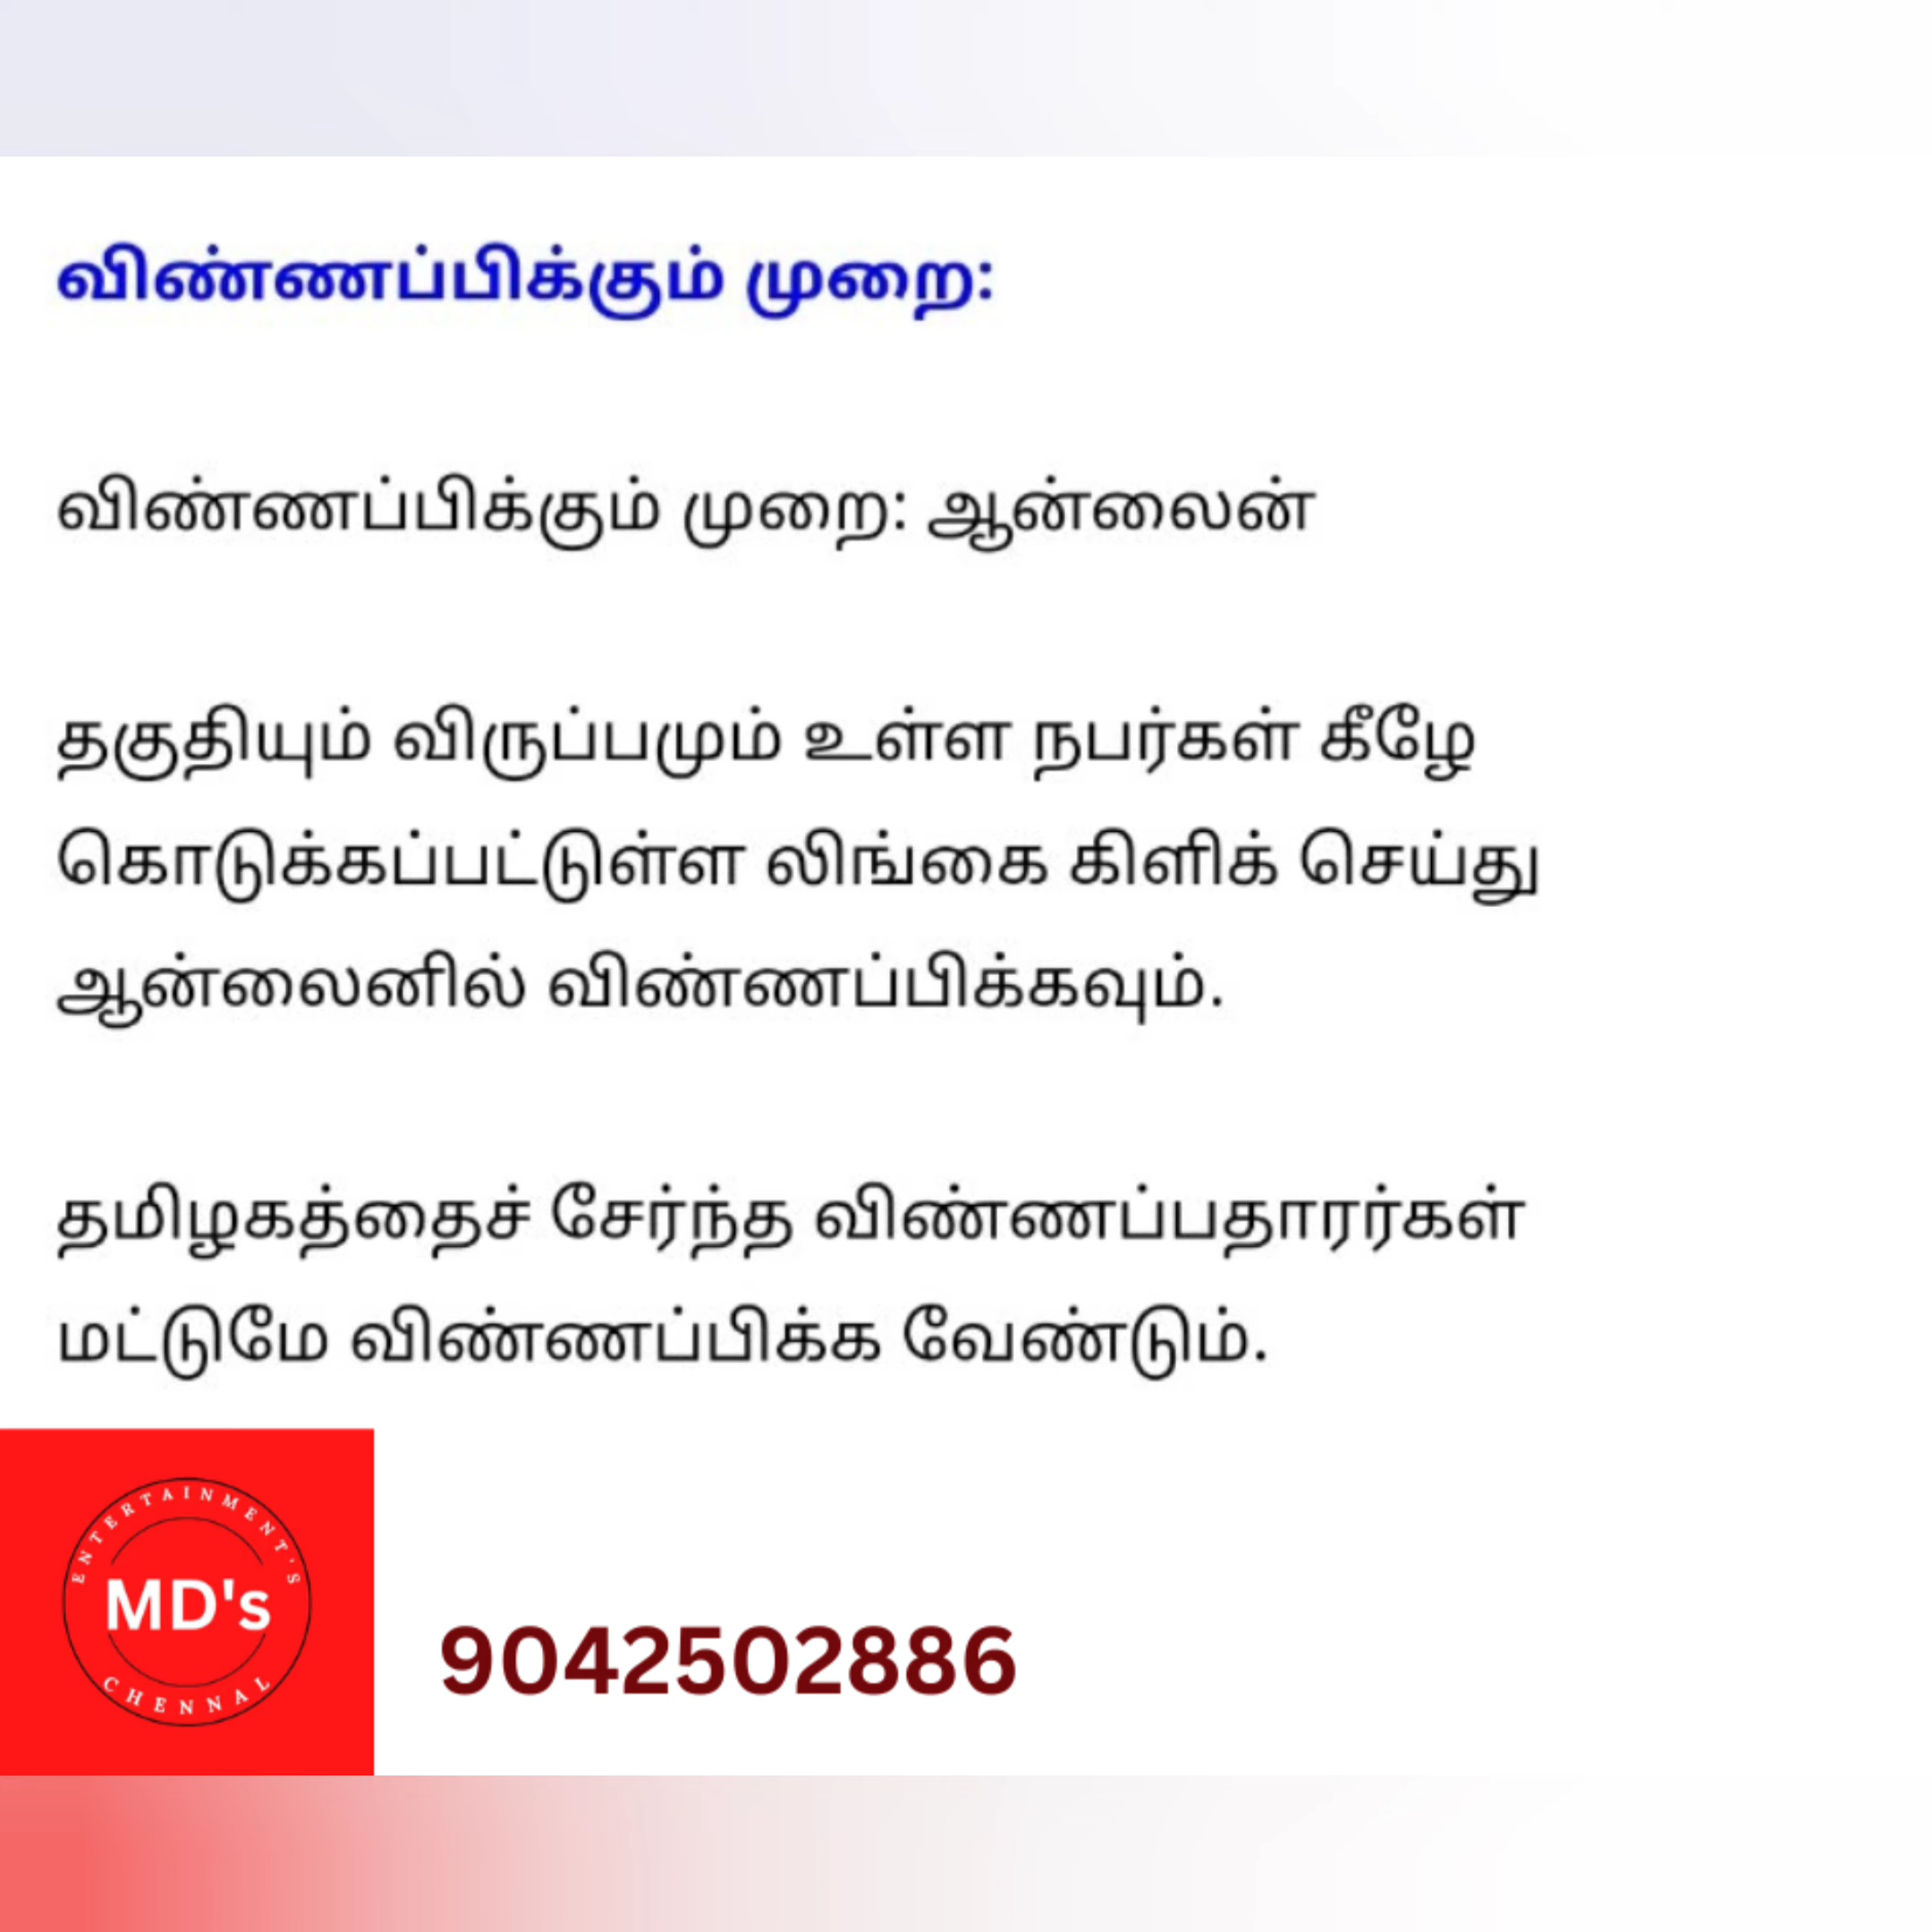 விண்ணப்பிக்கும் முறை:
விண்ணப்பிக்கும் முறை: ஆன்லைன்
தகுதியும் விருப்பமும் உள்ள நபர்கள் கீழே
கொடுக்கப்பட்டுள்ள லிங்கை கிளிக் செய்து
ஆன்லைனில் விண்ணப்பிக்கவும்.
தமிழகத்தைச் சேர்ந்த விண்ணப்பதாரர்கள்
மட்டுமே விண்ணப்பிக்க வேண்டும்.
ENTERTAINMENT'S
MD's
CHENNAL
9042502886